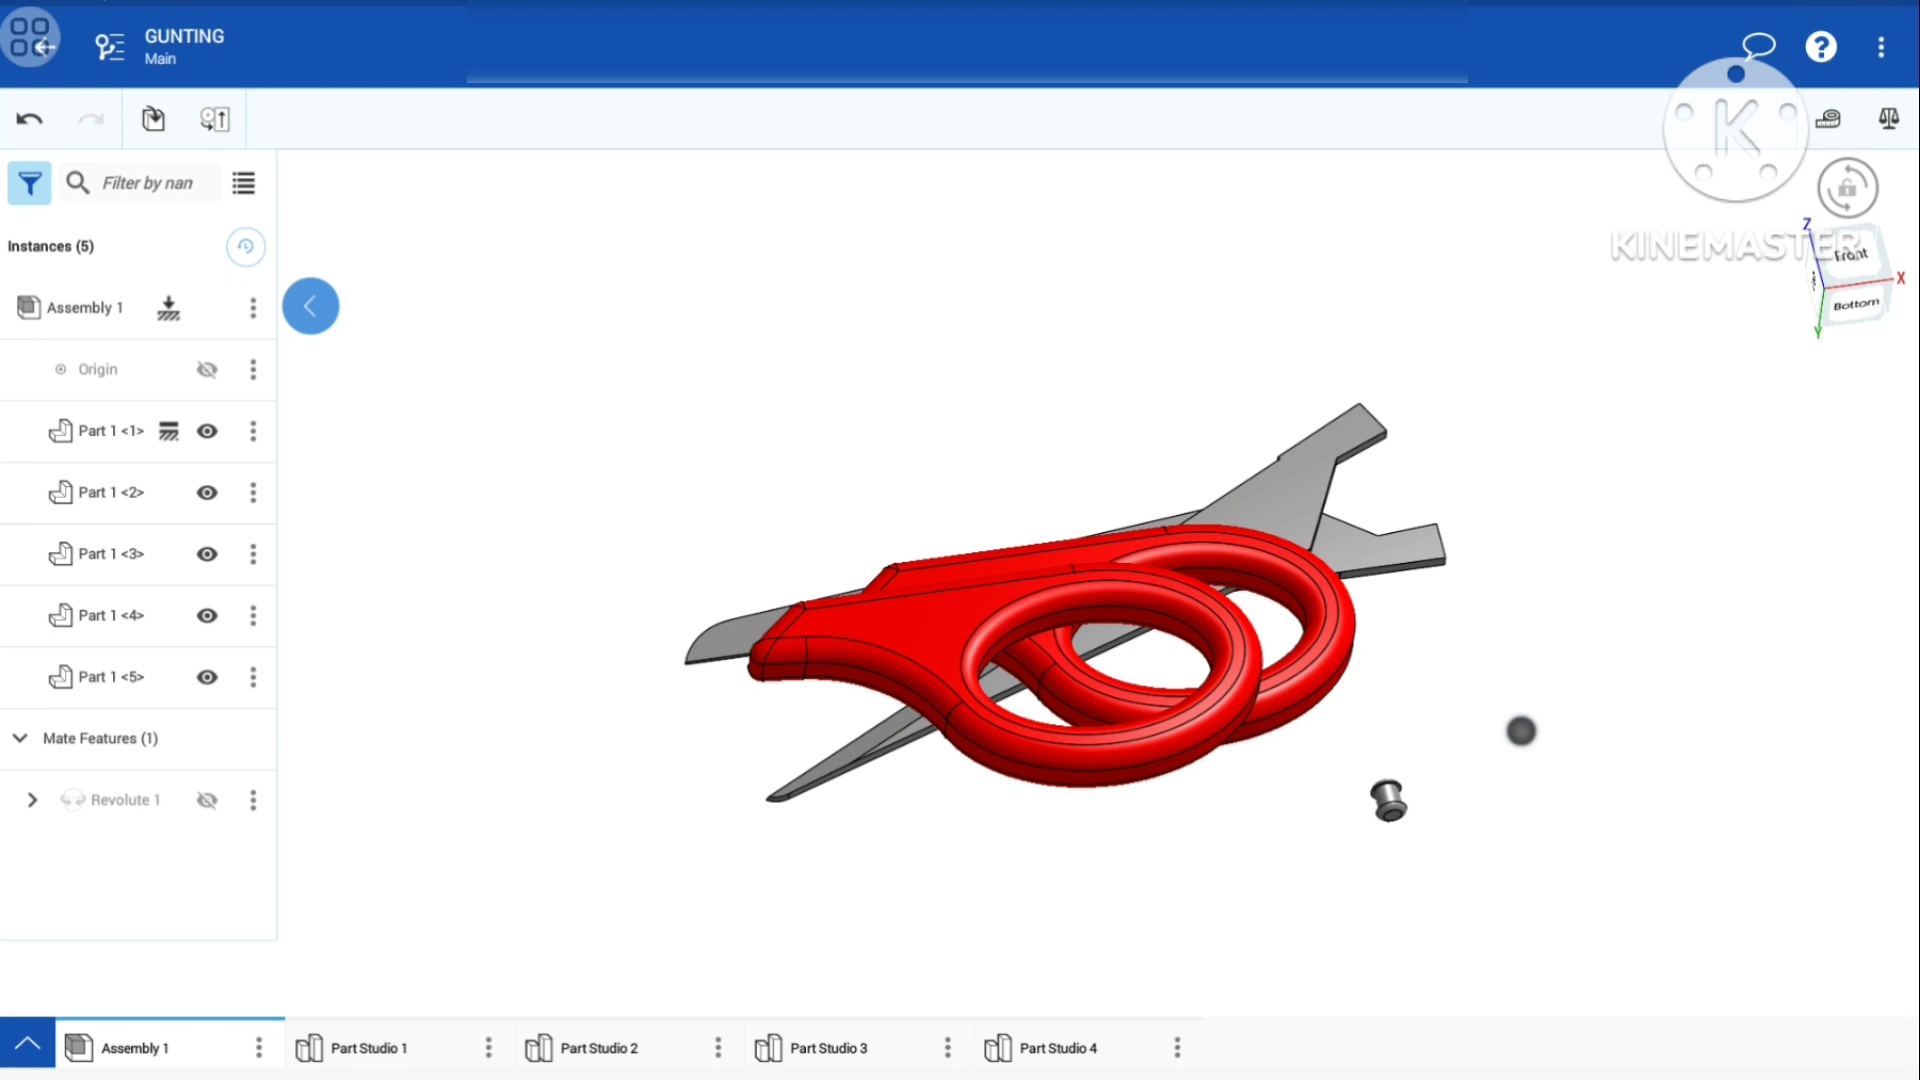 GUNTING
Main
K
KINEMASTER
Filter by nan
Instances (5)
Assembly 1
Origin
Part 1 <1>
Part 1 <2>
Part 1 <3>
Part 1 <4>
Part 1 <5>
Mate Features (1)
Revolute 1
Z
Front
X
Bottom
Y
Assembly 1
Part Studio 1
Part Studio 2
Part Studio 3
Part Studio 4